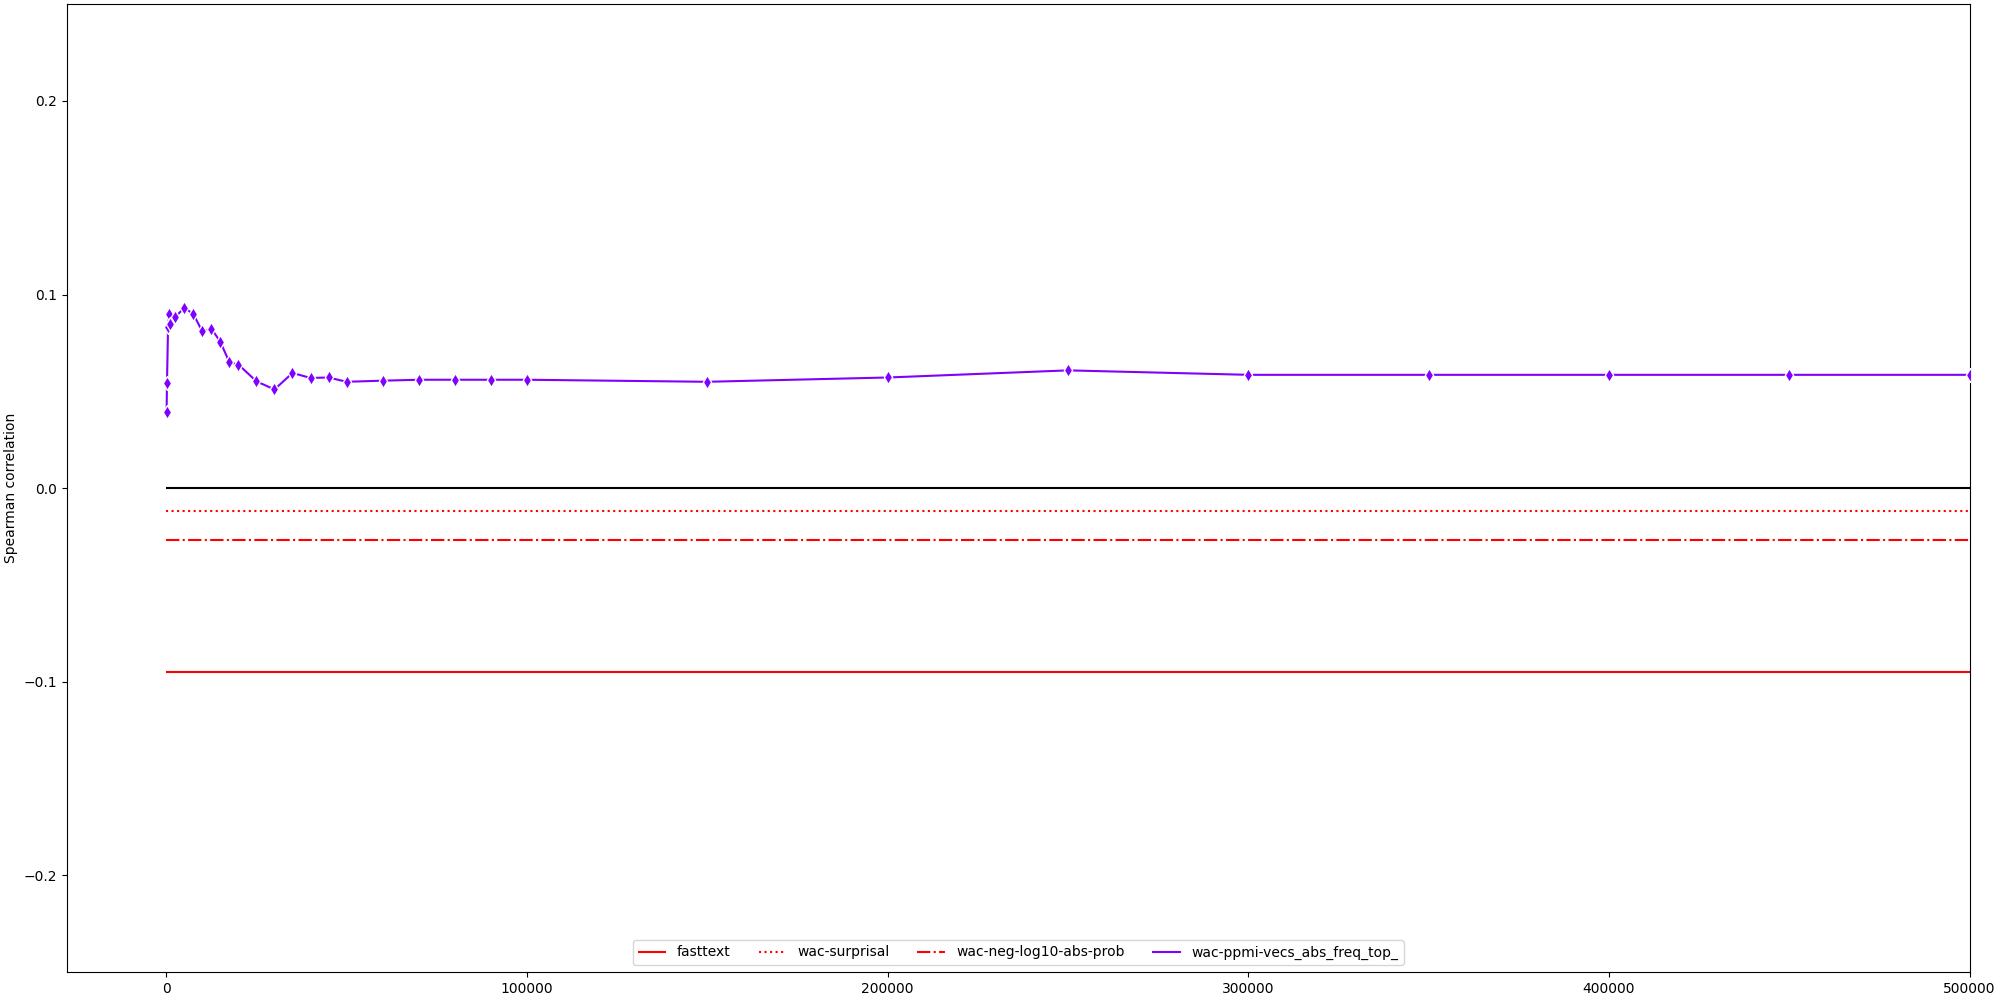 Spearman correlation
0.2
0.1
0.0
−0.1
−0.2
0
100000
200000
300000
400000
500000
fasttext
wac-surprisal
wac-neg-log10-abs-prob
wac-ppmi-vecs_abs_freq_top_